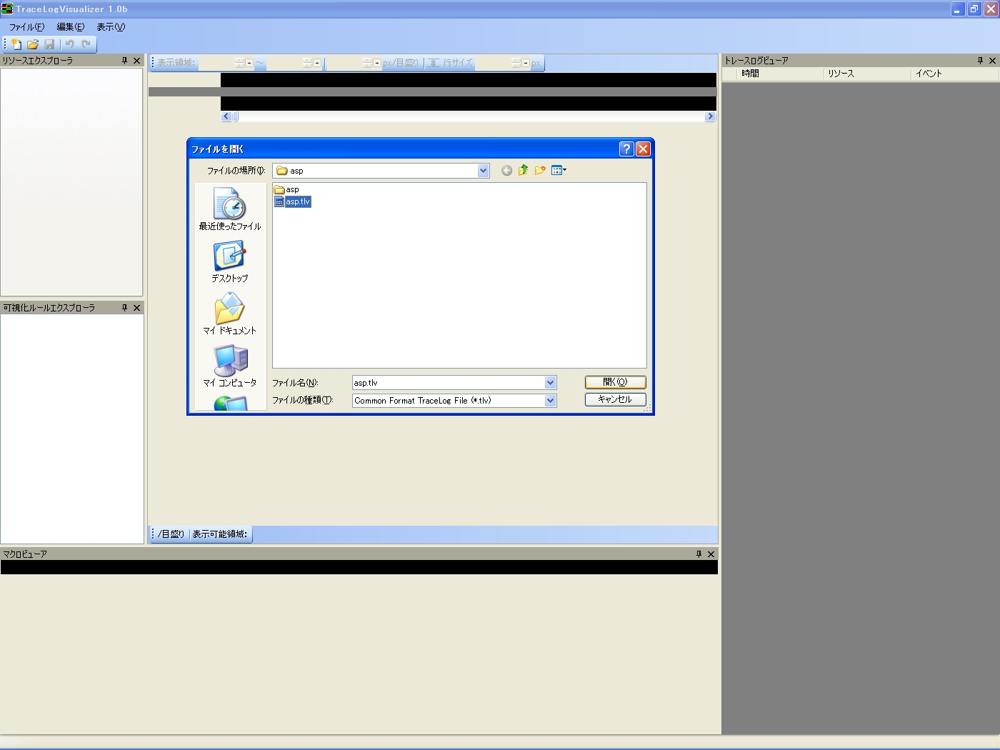 TraceLogVisualizer 1.0b
ファイル(F) 編集(E) 表示(V)
リソースエクスプローラ
表示領域: ～ px/目盛り 行サイズ px
トレースログビューア
時間 リソース イベント
ファイルを開く
ファイルの場所(I): asp
asp
asp.tlv
最近使ったファイル
デスクトップ
マイ ドキュメント
マイ コンピュータ
ファイル名(N): asp.tlv 開く(O)
ファイルの種類(T): Common Format TraceLog File (*.tlv) キャンセル
可視化ルールエクスプローラ
/目盛り 表示可能領域:
マクロビューア